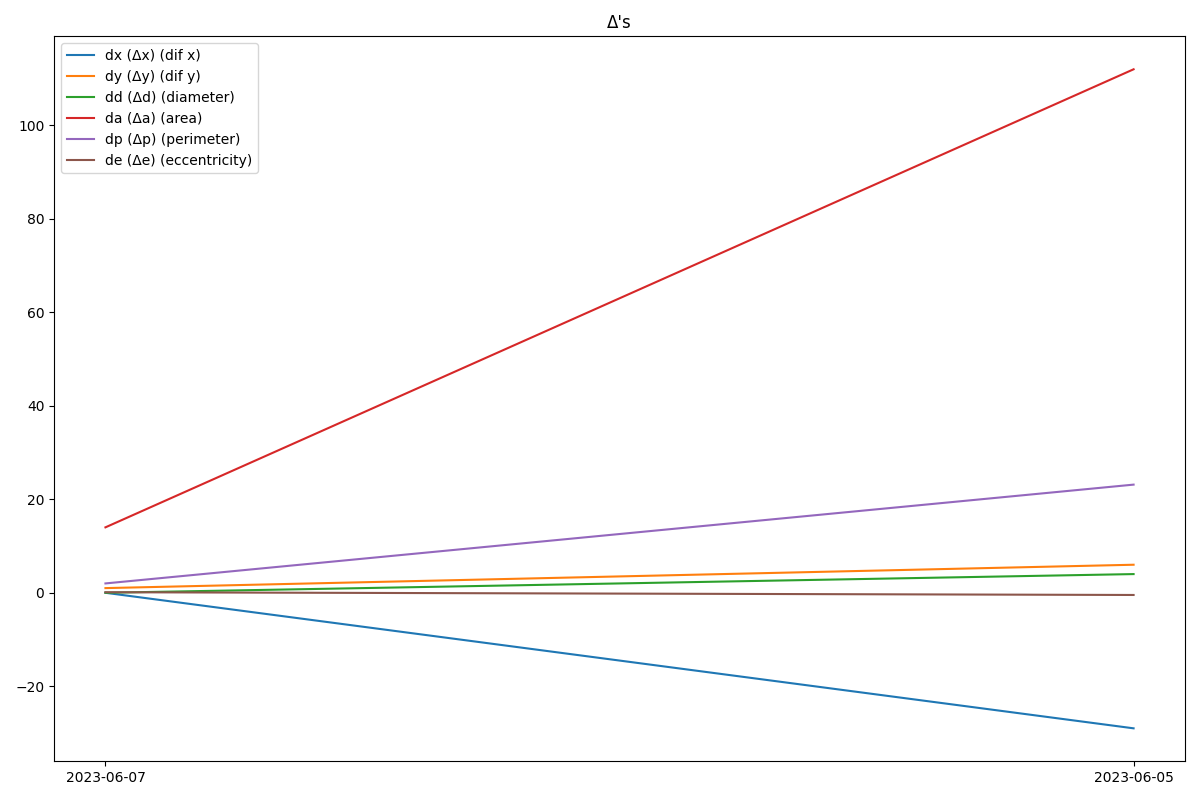 Δ's
dx (Δx) (dif x)
dy (Δy) (dif y)
dd (Δd) (diameter)
da (Δa) (area)
dp (Δp) (perimeter)
de (Δe) (eccentricity)
100
80
60
40
20
0
−20
2023-06-07 2023-06-05